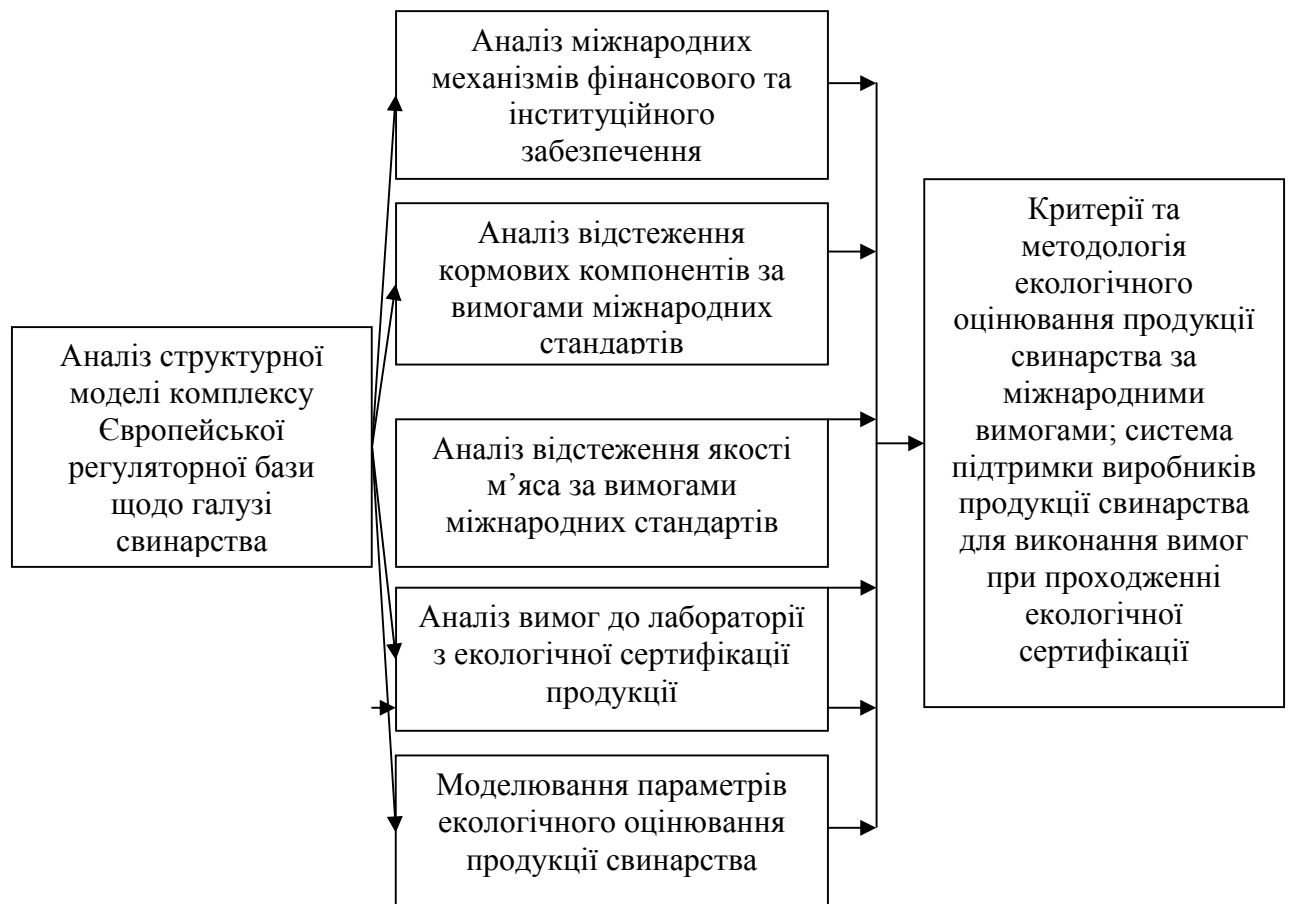 Аналіз структурної
моделі комплексу
Європейської
регуляторної бази
щодо галузі
свинарства
Аналіз міжнародних
механізмів фінансового та
інституційного
забезпечення
Аналіз відстеження
кормових компонентів за
вимогами міжнародних
стандартів
Аналіз відстеження якості
м’яса за вимогами
міжнародних стандартів
Аналіз вимог до лабораторії
з екологічної сертифікації
продукції
Моделювання параметрів
екологічного оцінювання
продукції свинарства
Критерії та
методологія
екологічного
оцінювання продукції
свинарства за
міжнародними
вимогами; система
підтримки виробників
продукції свинарства
для виконання вимог
при проходженні
екологічної
сертифікації